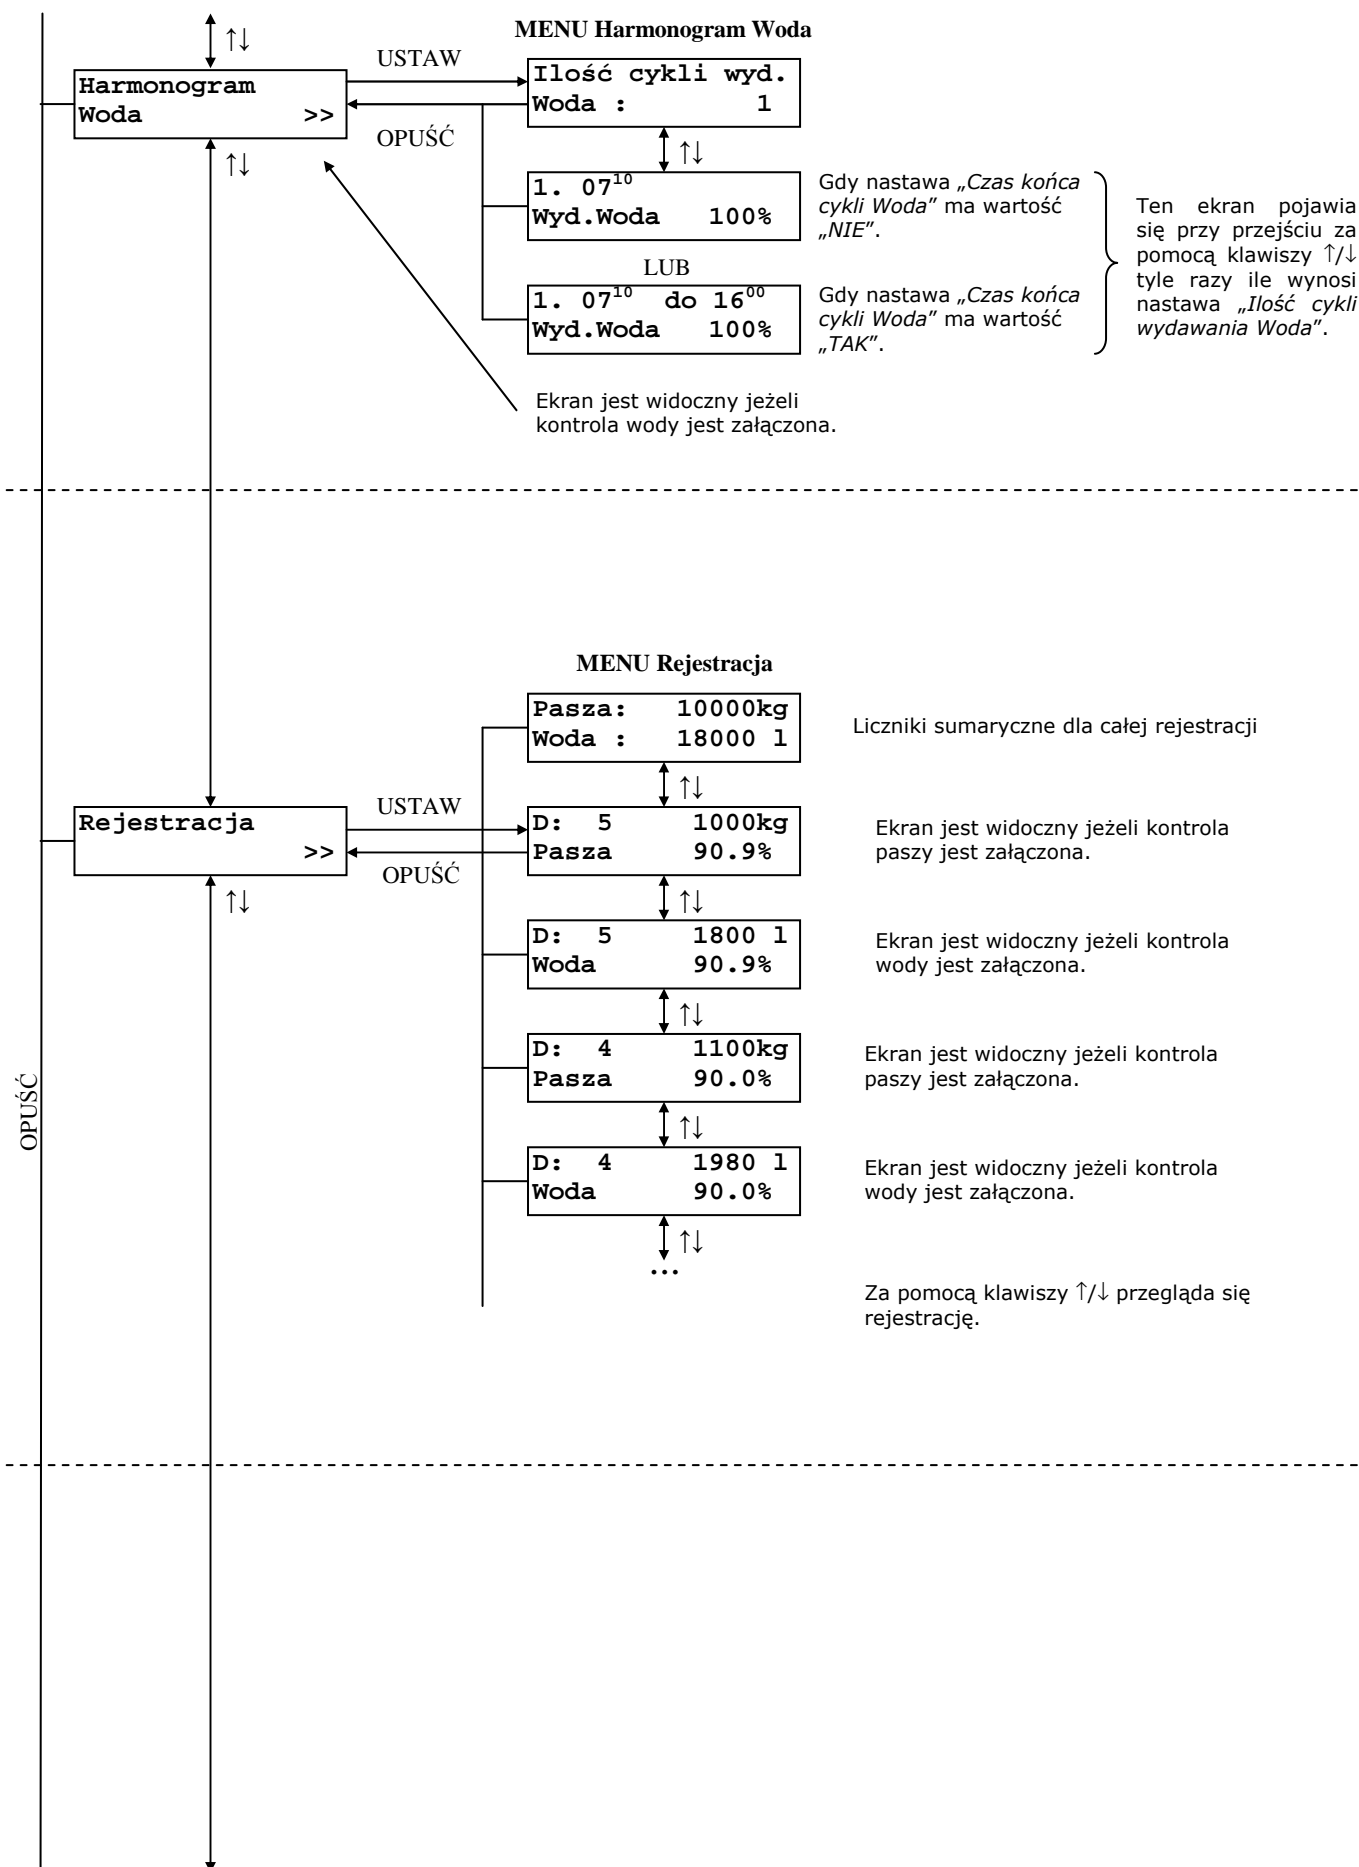 ↑↓
MENU Harmonogram Woda
USTAW
Harmonogram
Woda >>
OPUŚĆ
Ilość cykli wyd.
Woda : 1
↑↓
↑↓
1. 07¹⁰
Wyd.Woda 100%
Gdy nastawa „Czas końca
cykli Woda” ma wartość
„NIE”.
LUB
1. 07¹⁰ do 16⁰⁰
Wyd.Woda 100%
Gdy nastawa „Czas końca
cykli Woda” ma wartość
„TAK”.
Ten ekran pojawia
się przy przejściu za
pomocą klawiszy ↑/↓
tyle razy ile wynosi
nastawa „Ilość cykli
wydawania Woda”.
Ekran jest widoczny jeżeli
kontrola wody jest załączona.
MENU Rejestracja
Pasza: 10000kg
Woda : 18000 l
Liczniki sumaryczne dla całej rejestracji
↑↓
USTAW
Rejestracja
>>
OPUŚĆ
↑↓
D: 5 1000kg
Pasza 90.9%
Ekran jest widoczny jeżeli kontrola
paszy jest załączona.
↑↓
D: 5 1800 l
Woda 90.9%
Ekran jest widoczny jeżeli kontrola
wody jest załączona.
↑↓
D: 4 1100kg
Pasza 90.0%
Ekran jest widoczny jeżeli kontrola
paszy jest załączona.
↑↓
D: 4 1980 l
Woda 90.0%
Ekran jest widoczny jeżeli kontrola
wody jest załączona.
↑↓
...
Za pomocą klawiszy ↑/↓ przegląda się
rejestrację.
OPUŚĆ